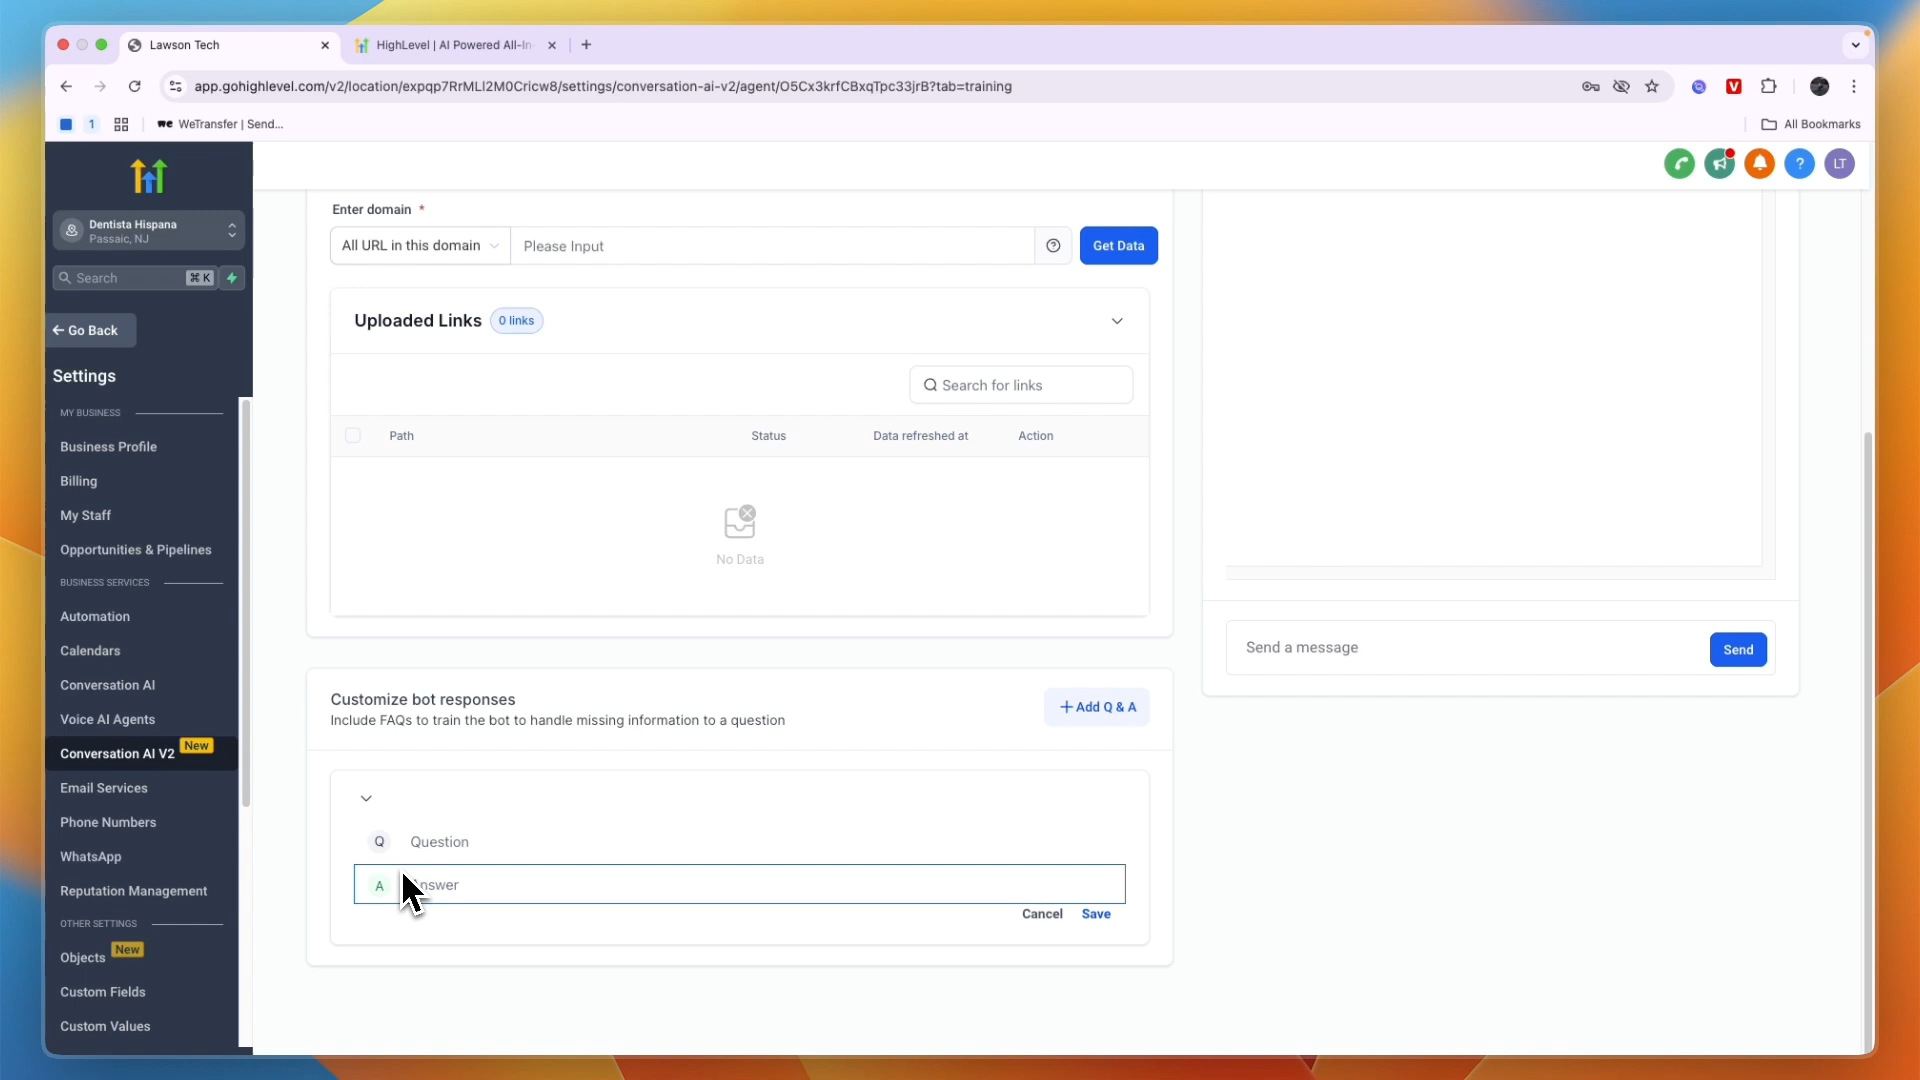 Lawson Tech
HighLevel | AI Powered All-In-
app.gohighlevel.com/v2/location/expqp7RrMLI2M0Cricw8/settings/conversation-ai-v2/agent/O5Cx3krfCBxqTpc33jrB?tab=training
1
WeTransfer | Send...
All Bookmarks
LT
Dentista Hispana
Passaic, NJ
Search ⌘ K
Go Back
Settings
MY BUSINESS
Business Profile
Billing
My Staff
Opportunities & Pipelines
BUSINESS SERVICES
Automation
Calendars
Conversation AI
Voice AI Agents
Conversation AI V2 New
Email Services
Phone Numbers
WhatsApp
Reputation Management
OTHER SETTINGS
Objects New
Custom Fields
Custom Values
Enter domain *
All URL in this domain
Please Input
Get Data
Uploaded Links 0 links
Search for links
Path Status Data refreshed at Action
No Data
Customize bot responses
Include FAQs to train the bot to handle missing information to a question
+ Add Q & A
Q Question
A nswer
Cancel Save
Send a message
Send